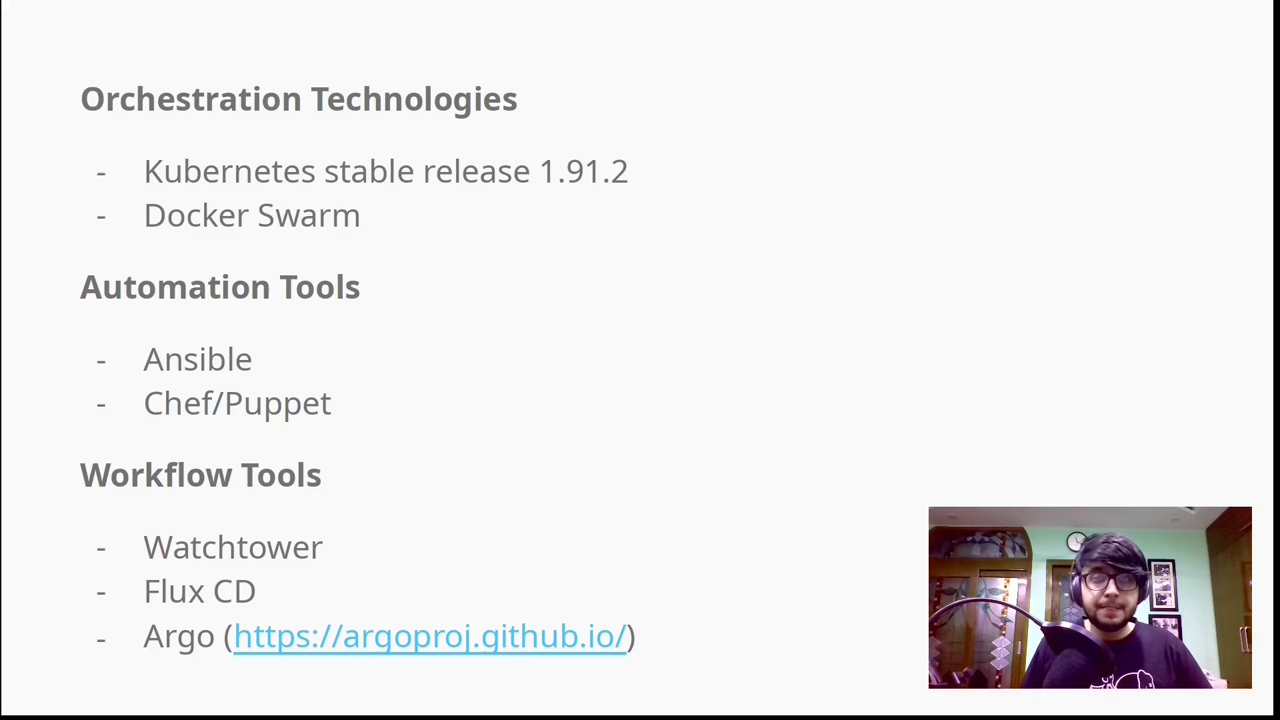 Orchestration Technologies
- Kubernetes stable release 1.91.2
- Docker Swarm
Automation Tools
- Ansible
- Chef/Puppet
Workflow Tools
- Watchtower
- Flux CD
- Argo (https://argoproj.github.io/)